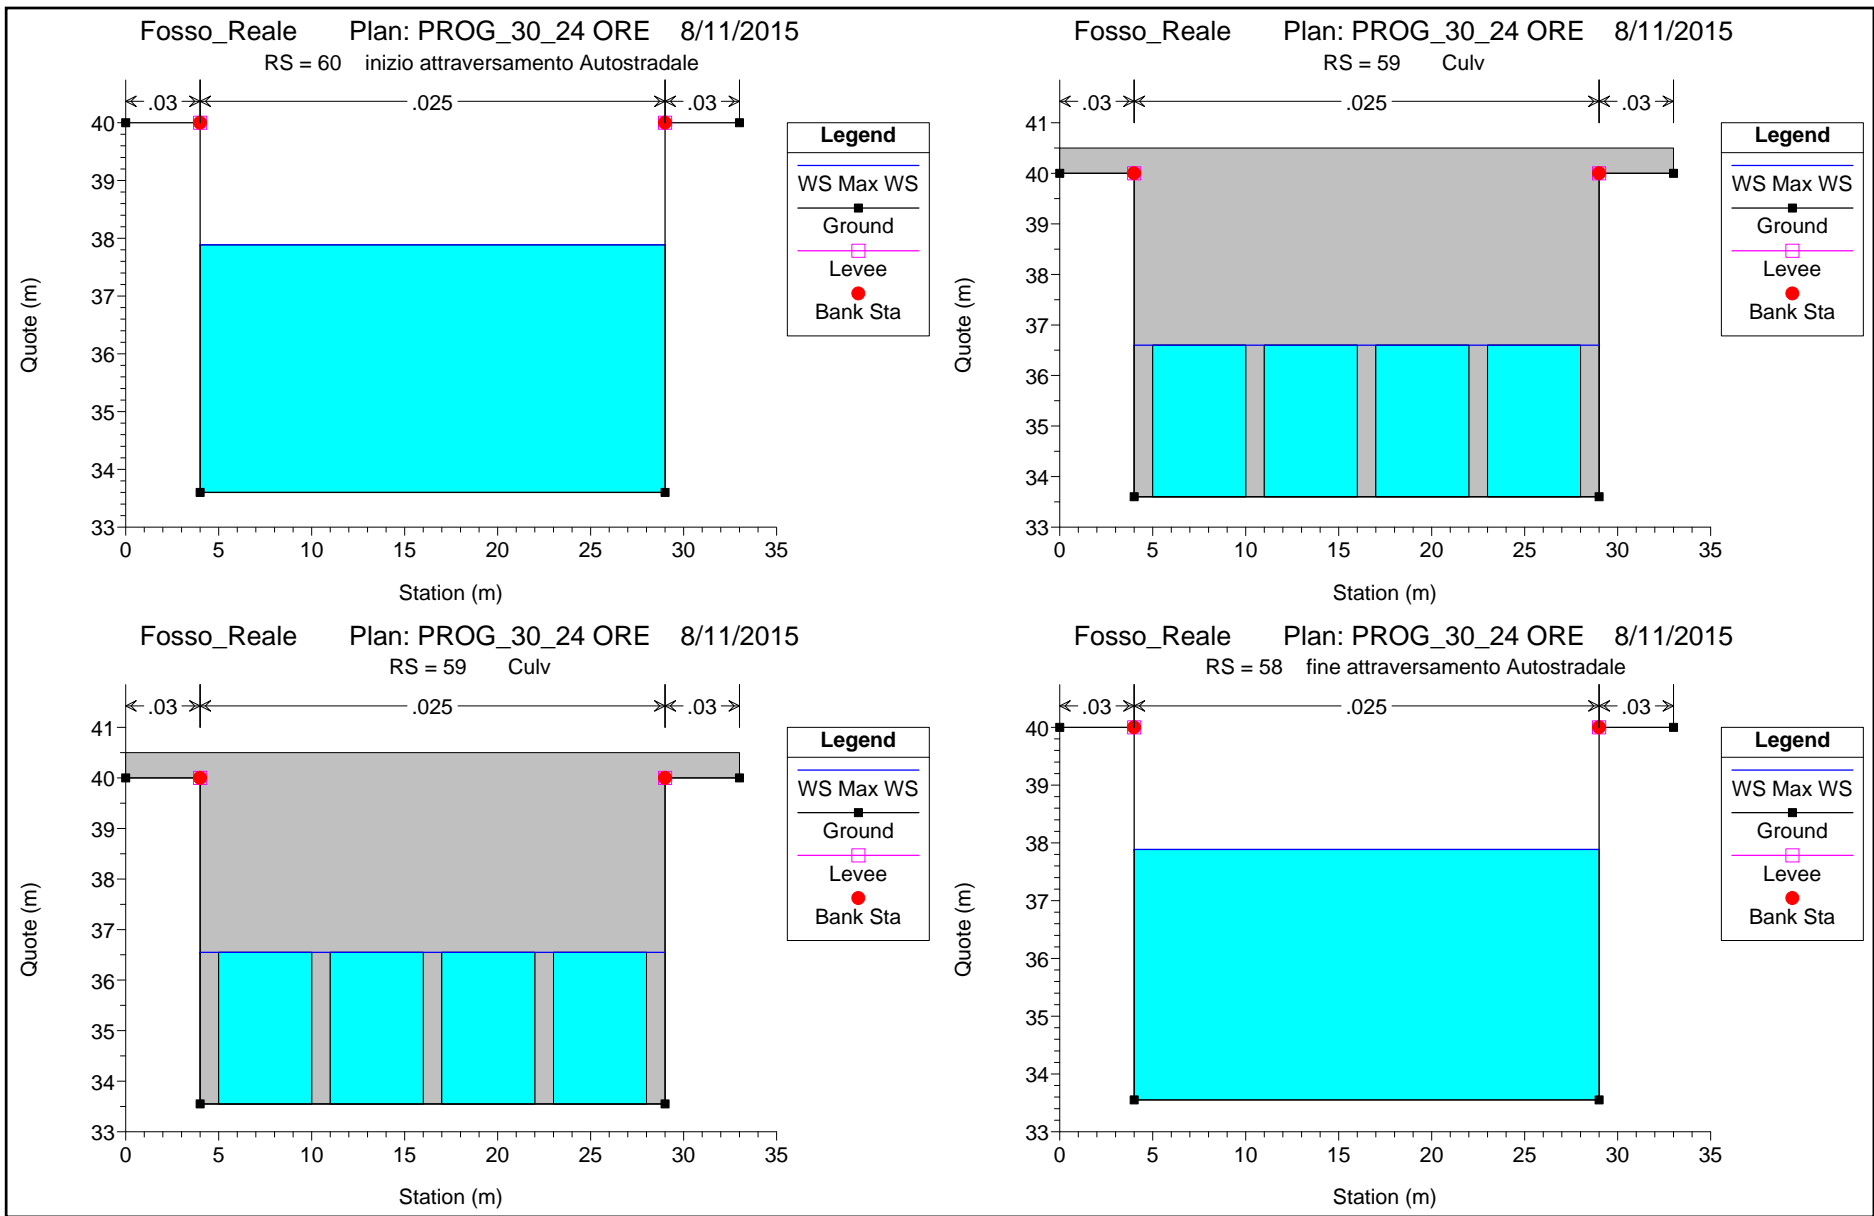 Fosso_Reale Plan: PROG_30_24 ORE 8/11/2015
RS = 60 inizio attraversamento Autostradale
.03 .025 .03
40
39
38
37
36
35
34
33
0 5 10 15 20 25 30 35
Station (m)
Quote (m)
Legend
WS Max WS
Ground
Levee
Bank Sta
Fosso_Reale Plan: PROG_30_24 ORE 8/11/2015
RS = 59 Culv
.03 .025 .03
41
40
39
38
37
36
35
34
33
0 5 10 15 20 25 30 35
Station (m)
Quote (m)
Legend
WS Max WS
Ground
Levee
Bank Sta
Fosso_Reale Plan: PROG_30_24 ORE 8/11/2015
RS = 59 Culv
.03 .025 .03
41
40
39
38
37
36
35
34
33
0 5 10 15 20 25 30 35
Station (m)
Quote (m)
Legend
WS Max WS
Ground
Levee
Bank Sta
Fosso_Reale Plan: PROG_30_24 ORE 8/11/2015
RS = 58 fine attraversamento Autostradale
.03 .025 .03
40
39
38
37
36
35
34
33
0 5 10 15 20 25 30 35
Station (m)
Quote (m)
Legend
WS Max WS
Ground
Levee
Bank Sta